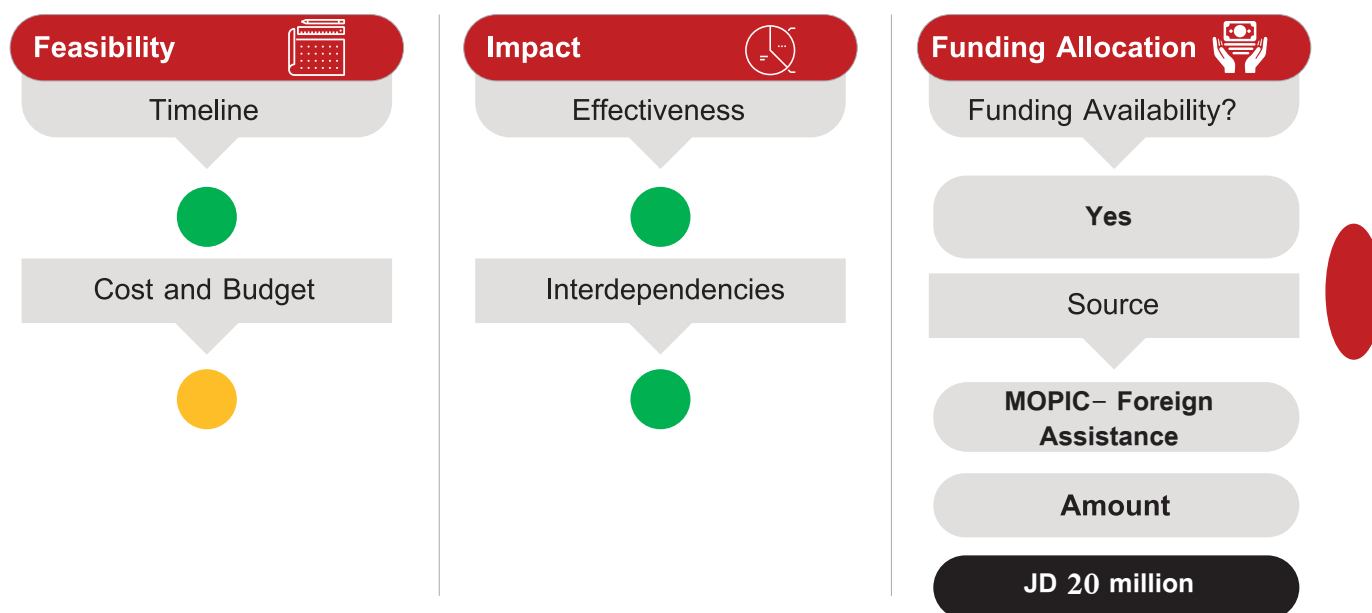 Feasibility
Timeline
Cost and Budget
Impact
Effectiveness
Interdependencies
Funding Allocation
Funding Availability?
Yes
Source
MOPIC– Foreign
Assistance
Amount
JD 20 million